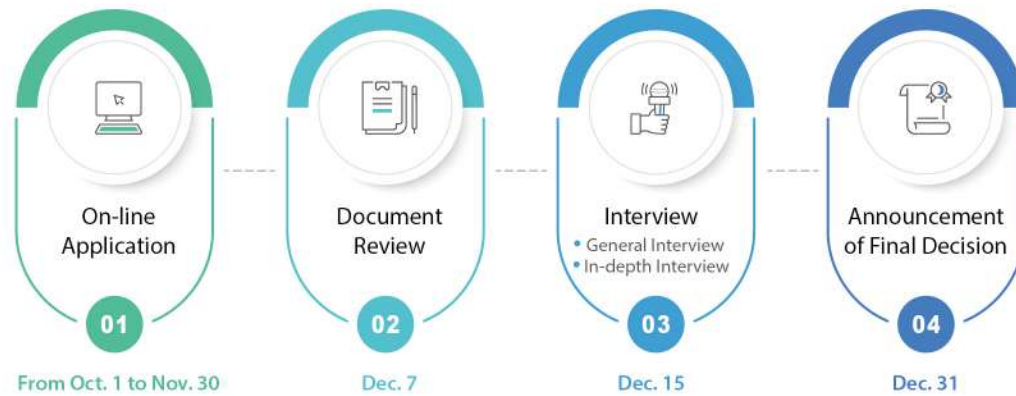 On-line
Application
01
From Oct. 1 to Nov. 30
Document
Review
02
Dec. 7
Interview
• General Interview
• In-depth Interview
03
Dec. 15
Announcement
of Final Decision
04
Dec. 31